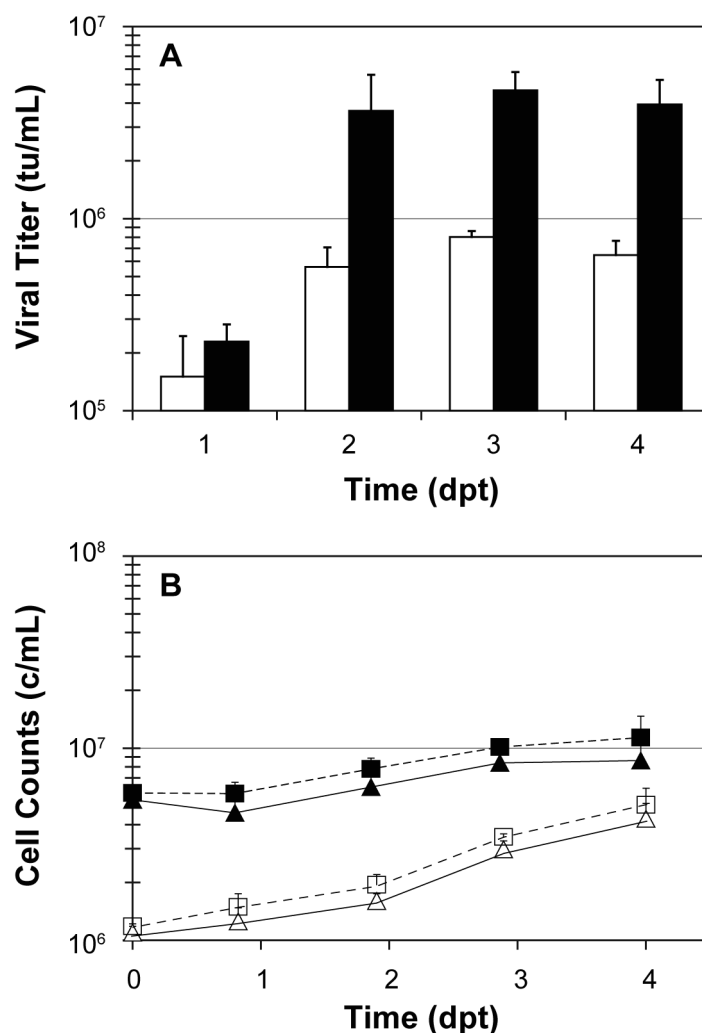 10⁷
A
10⁶
10⁵
Viral Titer (tu/mL)
1 2 3 4
Time (dpt)
10⁸
B
10⁷
10⁶
Cell Counts (c/mL)
0 1 2 3 4
Time (dpt)